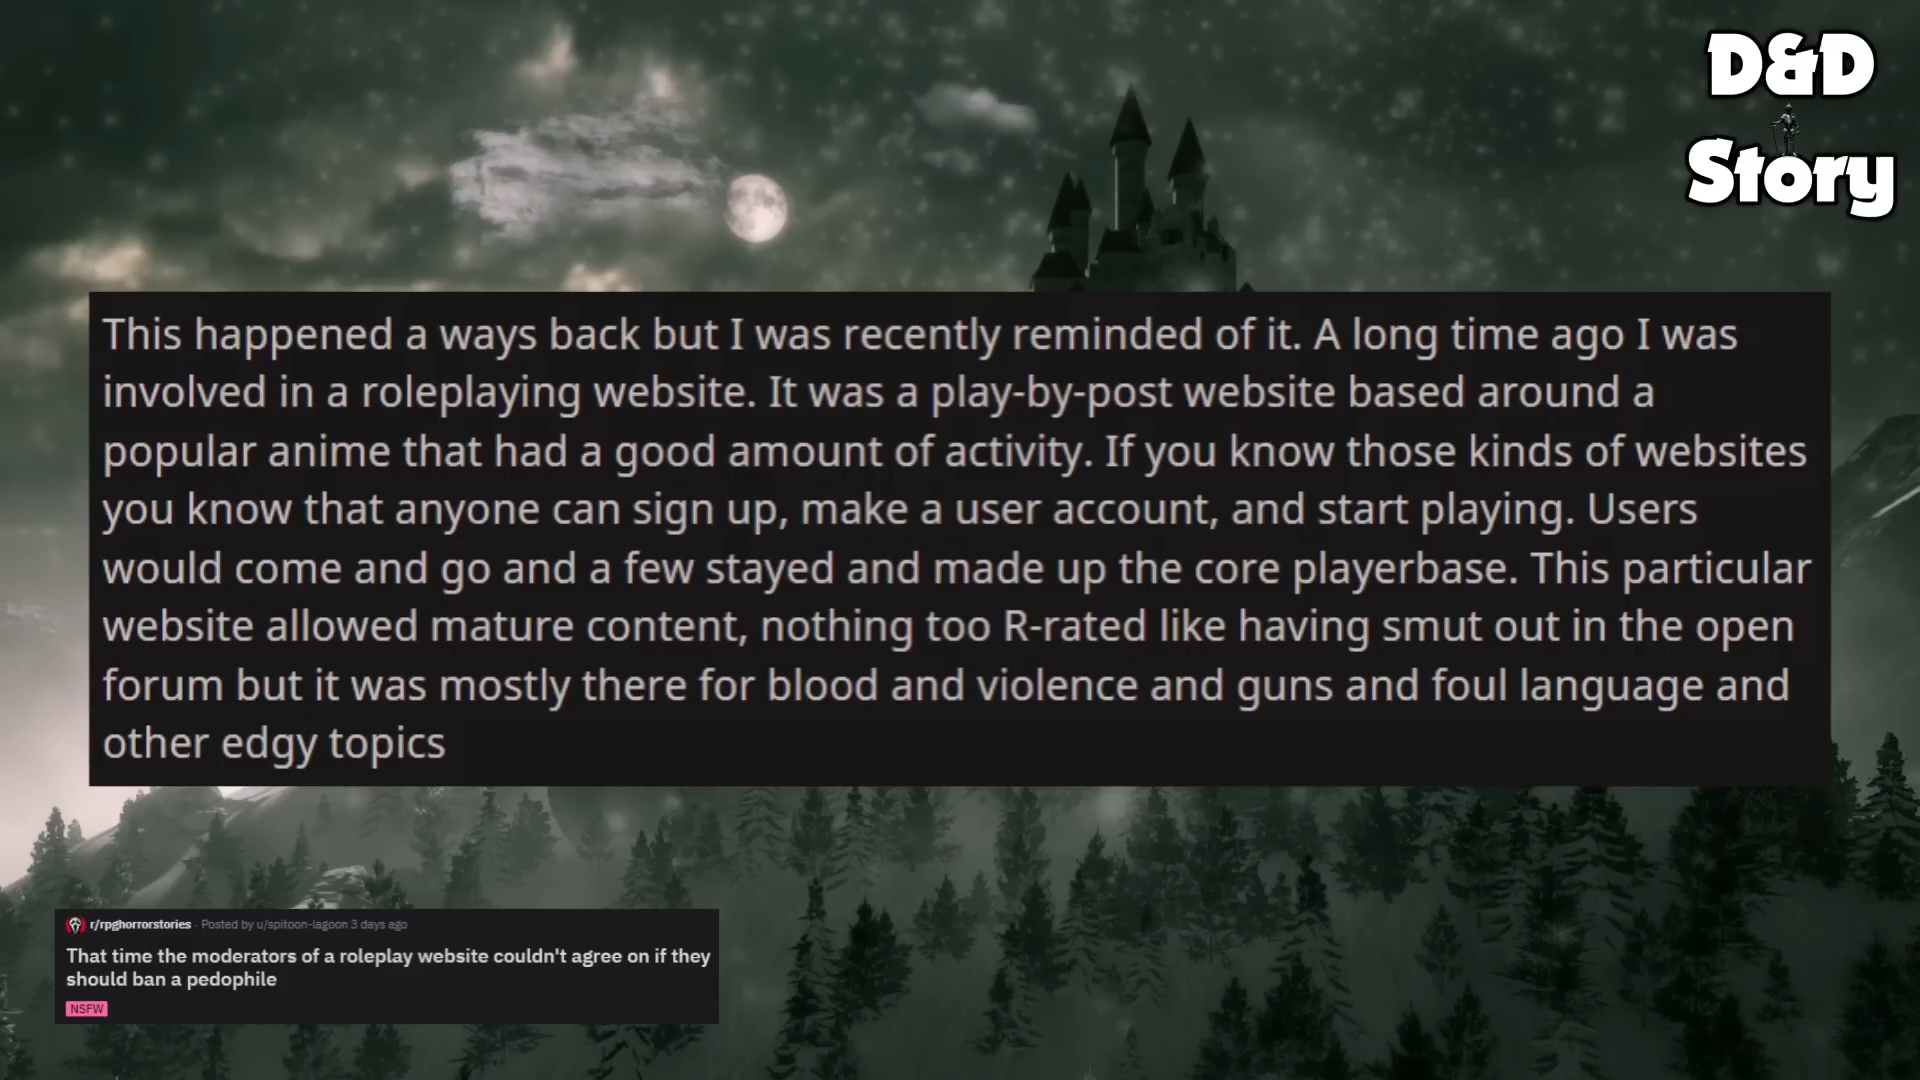 D&D
Story
This happened a ways back but I was recently reminded of it. A long time ago I was
involved in a roleplaying website. It was a play-by-post website based around a
popular anime that had a good amount of activity. If you know those kinds of websites
you know that anyone can sign up, make a user account, and start playing. Users
would come and go and a few stayed and made up the core playerbase. This particular
website allowed mature content, nothing too R-rated like having smut out in the open
forum but it was mostly there for blood and violence and guns and foul language and
other edgy topics
r/rpghorrorstories · Posted by u/spitoon-lagoon 3 days ago
That time the moderators of a roleplay website couldn't agree on if they
should ban a pedophile
NSFW